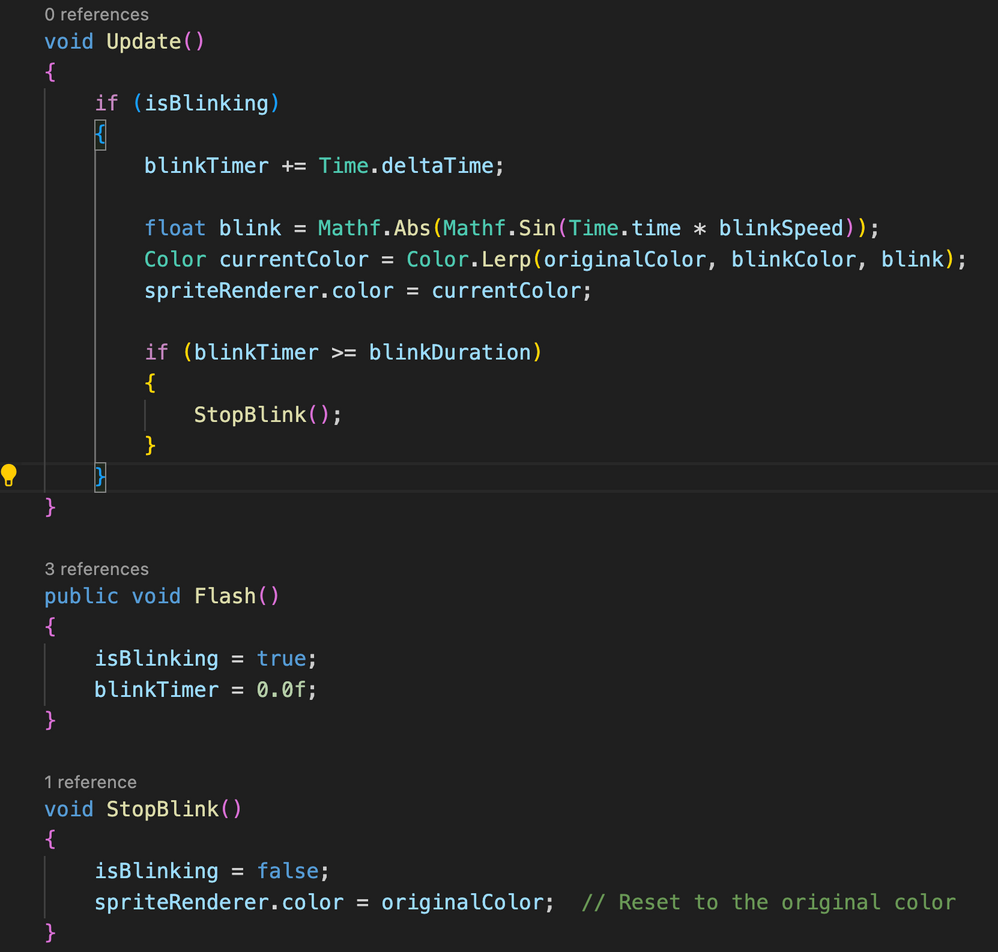 0 references
void Update()
{
if (isBlinking)
{
blinkTimer += Time.deltaTime;
float blink = Mathf.Abs(Mathf.Sin(Time.time * blinkSpeed));
Color currentColor = Color.Lerp(originalColor, blinkColor, blink);
spriteRenderer.color = currentColor;
if (blinkTimer >= blinkDuration)
{
StopBlink();
}
}
}
3 references
public void Flash()
{
isBlinking = true;
blinkTimer = 0.0f;
}
1 reference
void StopBlink()
{
isBlinking = false;
spriteRenderer.color = originalColor;  // Reset to the original color
}